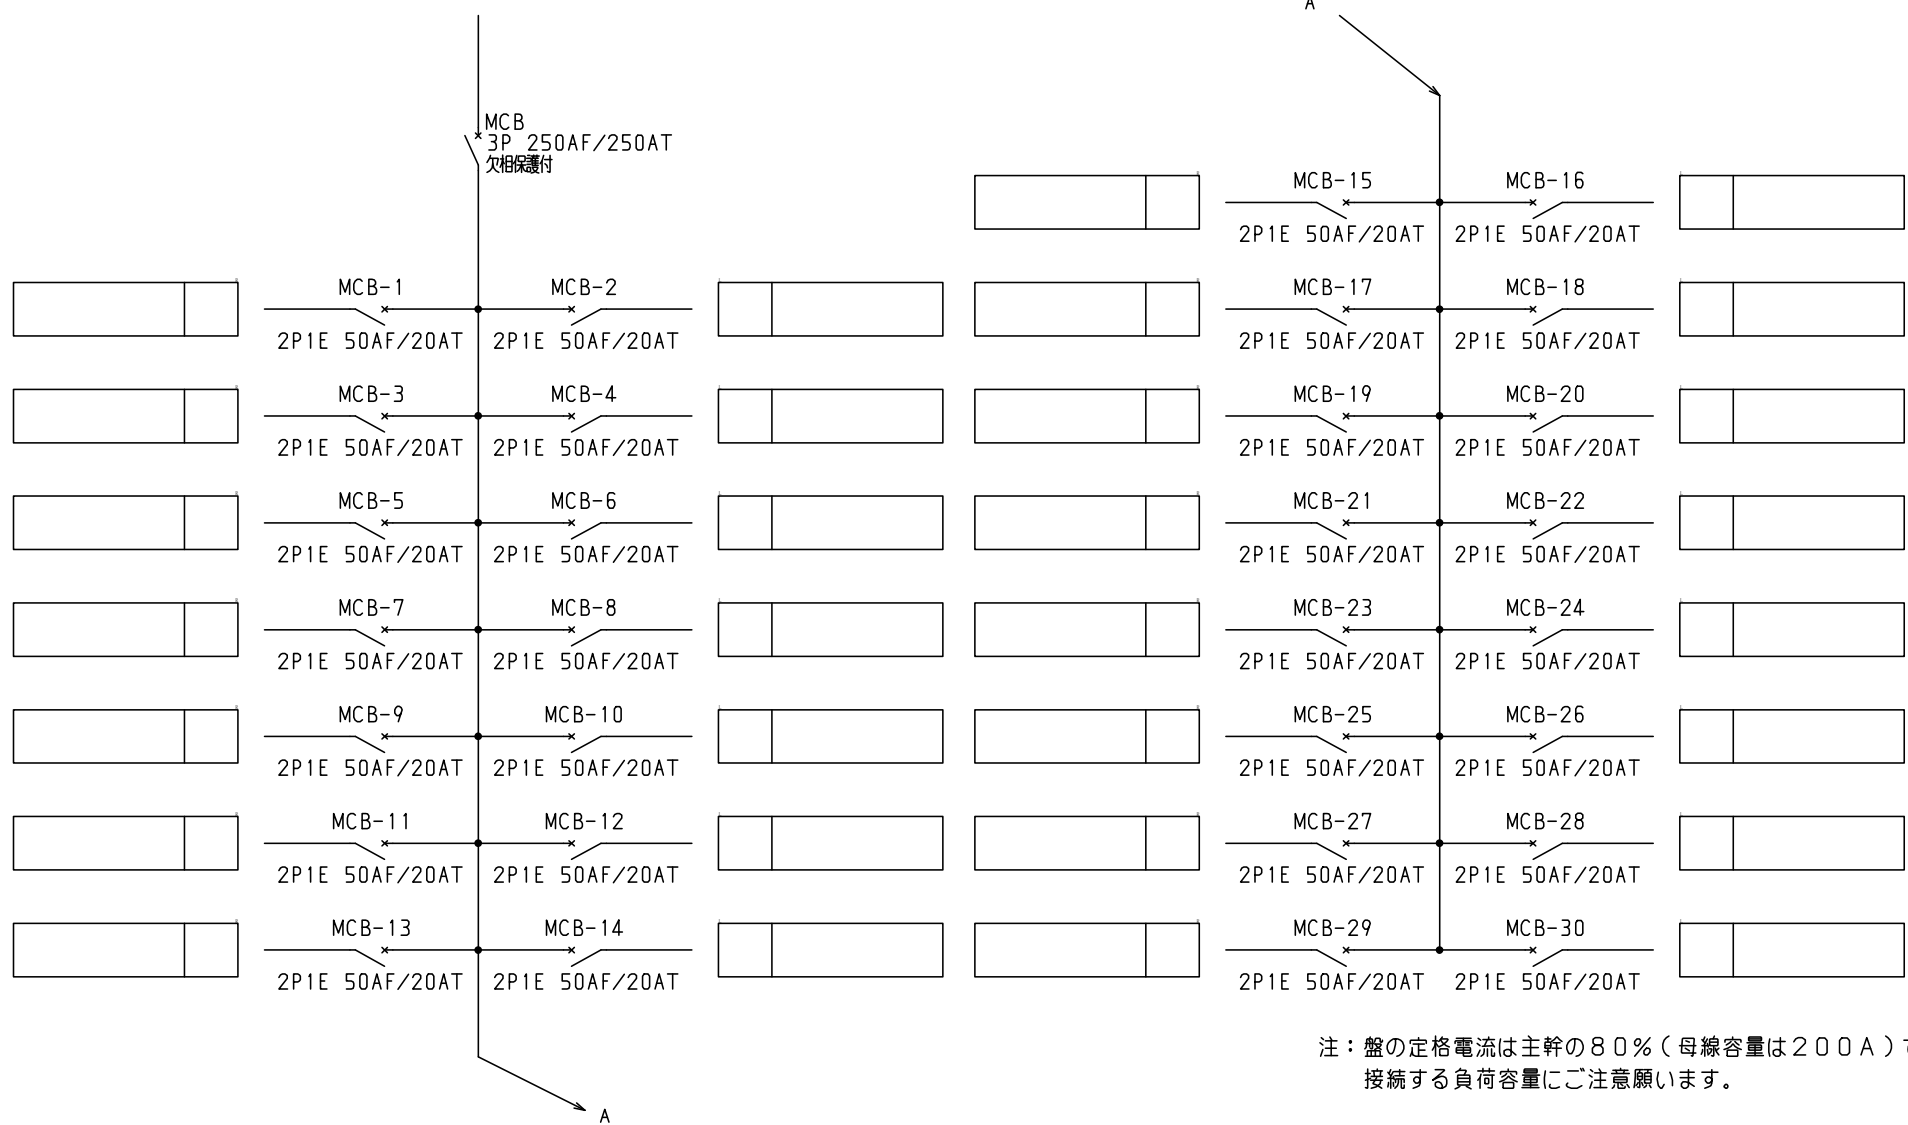 MCB
3P 250AF/250AT
欠相保護付
MCB-1 MCB-2
2P1E 50AF/20AT 2P1E 50AF/20AT
MCB-3 MCB-4
2P1E 50AF/20AT 2P1E 50AF/20AT
MCB-5 MCB-6
2P1E 50AF/20AT 2P1E 50AF/20AT
MCB-7 MCB-8
2P1E 50AF/20AT 2P1E 50AF/20AT
MCB-9 MCB-10
2P1E 50AF/20AT 2P1E 50AF/20AT
MCB-11 MCB-12
2P1E 50AF/20AT 2P1E 50AF/20AT
MCB-13 MCB-14
2P1E 50AF/20AT 2P1E 50AF/20AT
A
A
MCB-15 MCB-16
2P1E 50AF/20AT 2P1E 50AF/20AT
MCB-17 MCB-18
2P1E 50AF/20AT 2P1E 50AF/20AT
MCB-19 MCB-20
2P1E 50AF/20AT 2P1E 50AF/20AT
MCB-21 MCB-22
2P1E 50AF/20AT 2P1E 50AF/20AT
MCB-23 MCB-24
2P1E 50AF/20AT 2P1E 50AF/20AT
MCB-25 MCB-26
2P1E 50AF/20AT 2P1E 50AF/20AT
MCB-27 MCB-28
2P1E 50AF/20AT 2P1E 50AF/20AT
MCB-29 MCB-30
2P1E 50AF/20AT 2P1E 50AF/20AT
注：盤の定格電流は主幹の８０％（母線容量は２００Ａ）
接続する負荷容量にご注意願います。